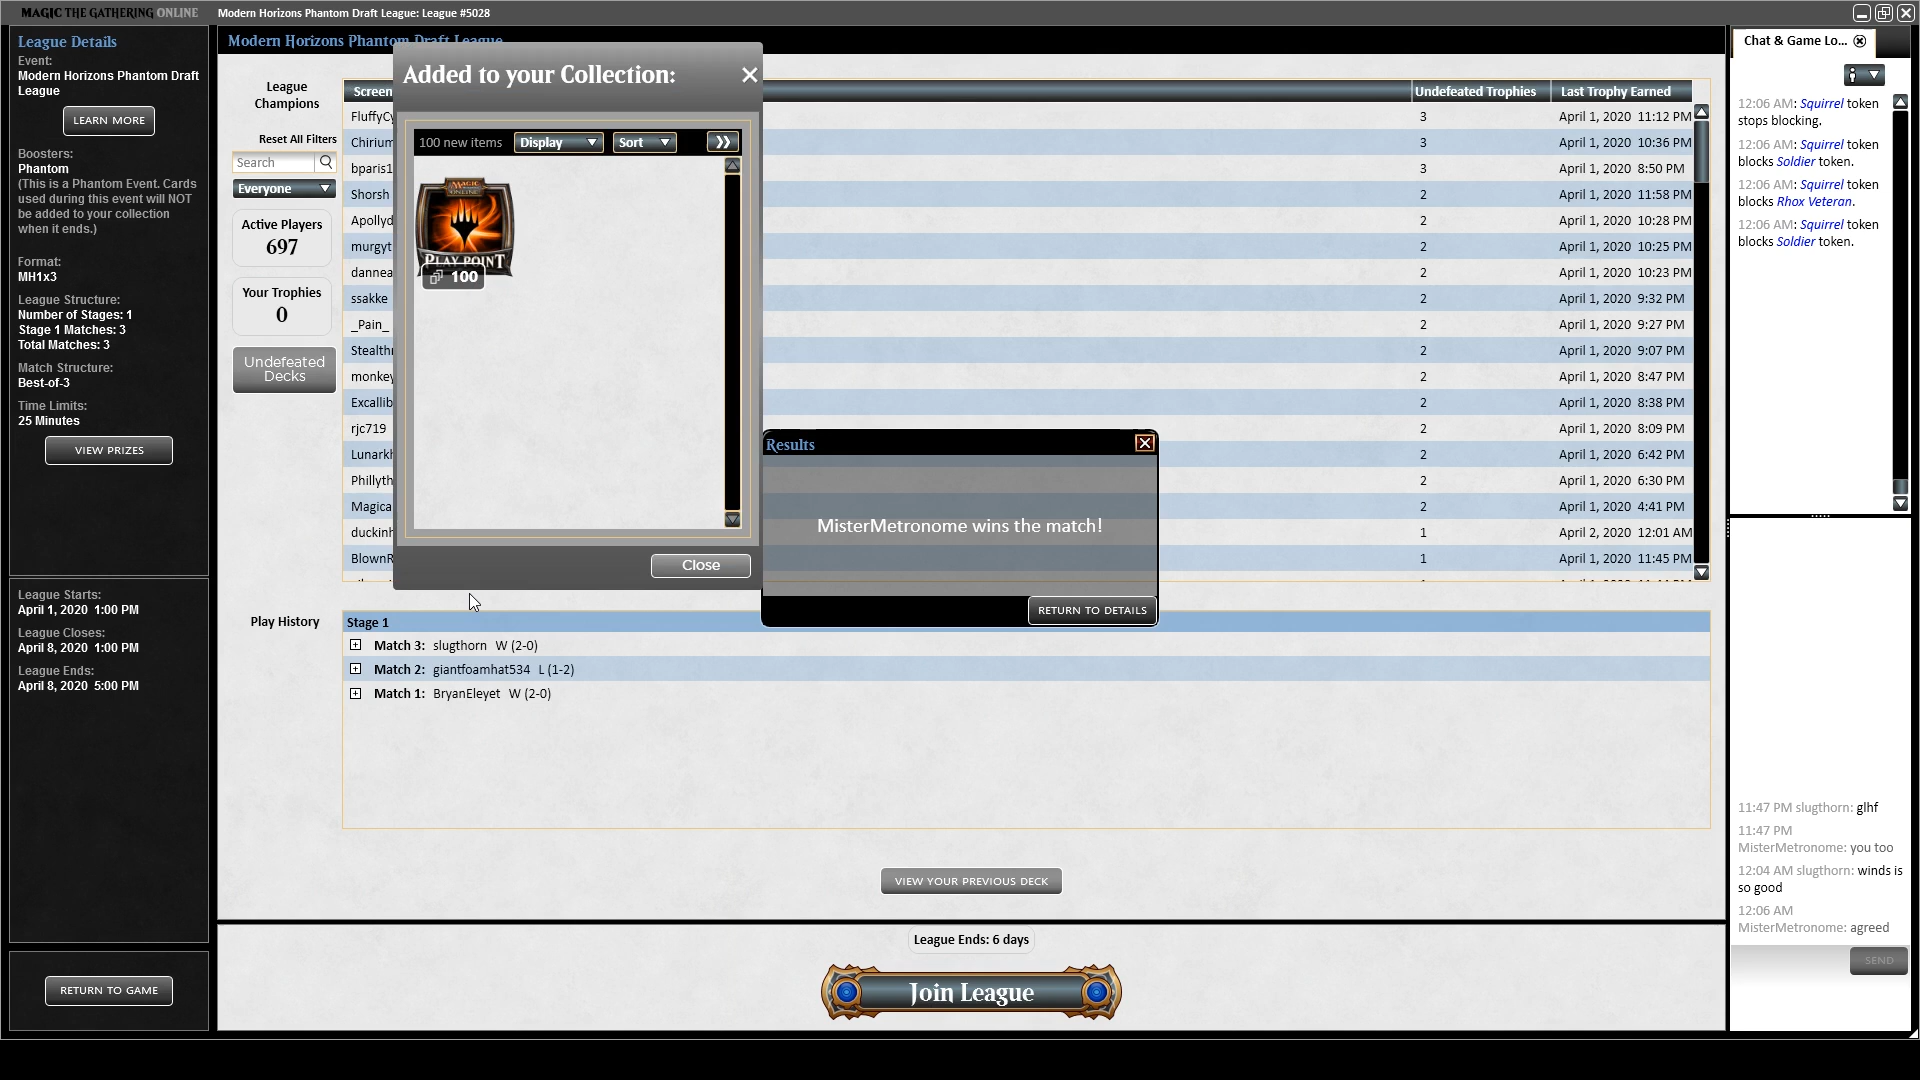 MAGIC THE GATHERING ONLINE
Modern Horizons Phantom Draft League: League #5028
League Details
Event:
Modern Horizons Phantom Draft
League
LEARN MORE
Boosters:
Phantom
(This is a Phantom Event. Cards
used during this event will NOT
be added to your collection
when it ends.)
Format:
MH1x3
League Structure:
Number of Stages: 1
Stage 1 Matches: 3
Total Matches: 3
Match Structure:
Best-of-3
Time Limits:
25 Minutes
VIEW PRIZES
League Starts:
April 1, 2020 1:00 PM
League Closes:
April 8, 2020 1:00 PM
League Ends:
April 8, 2020 5:00 PM
RETURN TO GAME
Modern Horizons Phantom Draft League
League
Champions
Reset All Filters
Search
Everyone
Active Players
697
Your Trophies
0
Undefeated
Decks
Screen Undefeated Trophies Last Trophy Earned
FluffyCy 3 April 1, 2020 11:12 PM
Chirium 3 April 1, 2020 10:36 PM
bparis1 3 April 1, 2020 8:50 PM
Shorsh 2 April 1, 2020 11:58 PM
Apollyd 2 April 1, 2020 10:28 PM
murgyt 2 April 1, 2020 10:25 PM
dannea 2 April 1, 2020 10:23 PM
ssakke 2 April 1, 2020 9:32 PM
_Pain_ 2 April 1, 2020 9:27 PM
Stealthr 2 April 1, 2020 9:07 PM
monkey 2 April 1, 2020 8:47 PM
Excallib 2 April 1, 2020 8:38 PM
rjc719 2 April 1, 2020 8:09 PM
Lunarkh 2 April 1, 2020 6:42 PM
Phillyth 2 April 1, 2020 6:30 PM
Magica 2 April 1, 2020 4:41 PM
duckinh 1 April 2, 2020 12:01 AM
BlownR 1 April 1, 2020 11:45 PM
Added to your Collection:
100 new items Display Sort
MAGIC
ONLINE
PLAY POINT
100
Close
Results
MisterMetronome wins the match!
RETURN TO DETAILS
Play History
Stage 1
Match 3: slugthorn W (2-0)
Match 2: giantfoamhat534 L (1-2)
Match 1: BryanEleyet W (2-0)
VIEW YOUR PREVIOUS DECK
League Ends: 6 days
Join League
Chat & Game Lo...
12:06 AM: Squirrel token
stops blocking.
12:06 AM: Squirrel token
blocks Soldier token.
12:06 AM: Squirrel token
blocks Rhox Veteran.
12:06 AM: Squirrel token
blocks Soldier token.
11:47 PM slugthorn: glhf
11:47 PM
MisterMetronome: you too
12:04 AM slugthorn: winds is
so good
12:06 AM
MisterMetronome: agreed
SEND